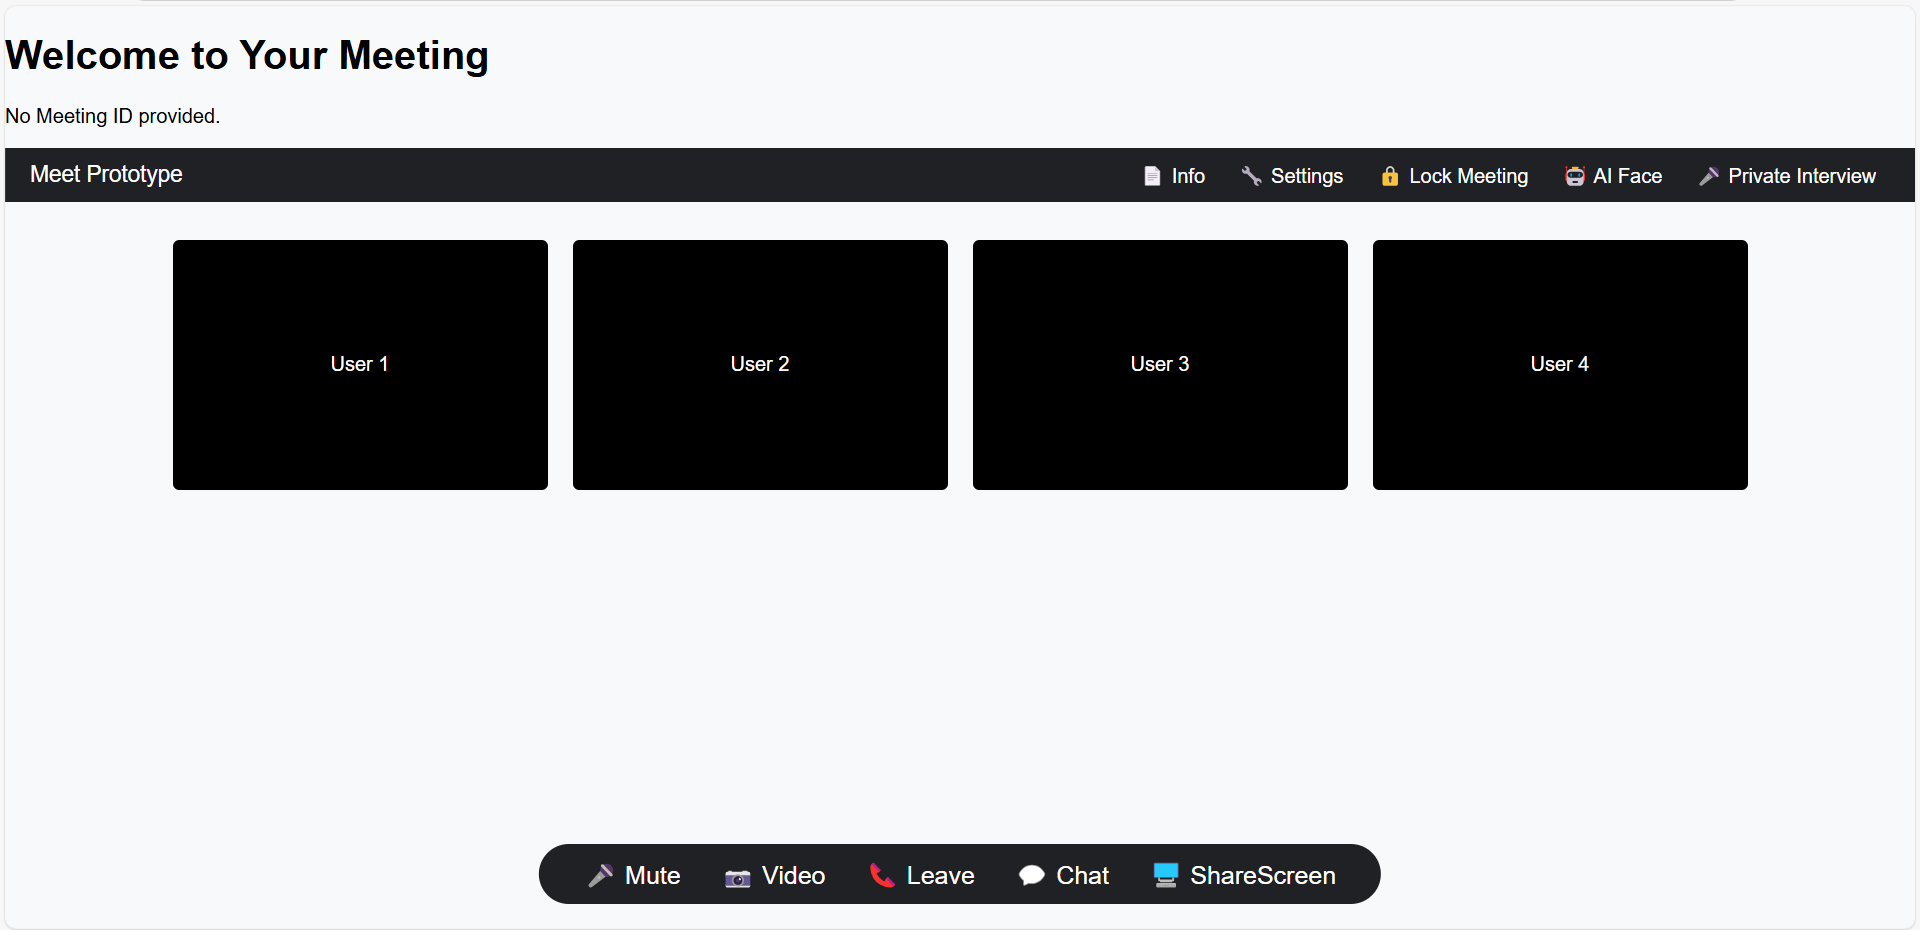 Welcome to Your Meeting
No Meeting ID provided.
Meet Prototype
Info
Settings
Lock Meeting
AI Face
Private Interview
User 1
User 2
User 3
User 4
Mute
Video
Leave
Chat
ShareScreen